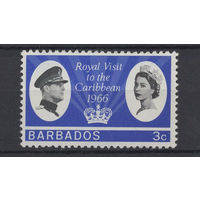 Royal Visit
to the
Caribbean
1966
BARBADOS
3c